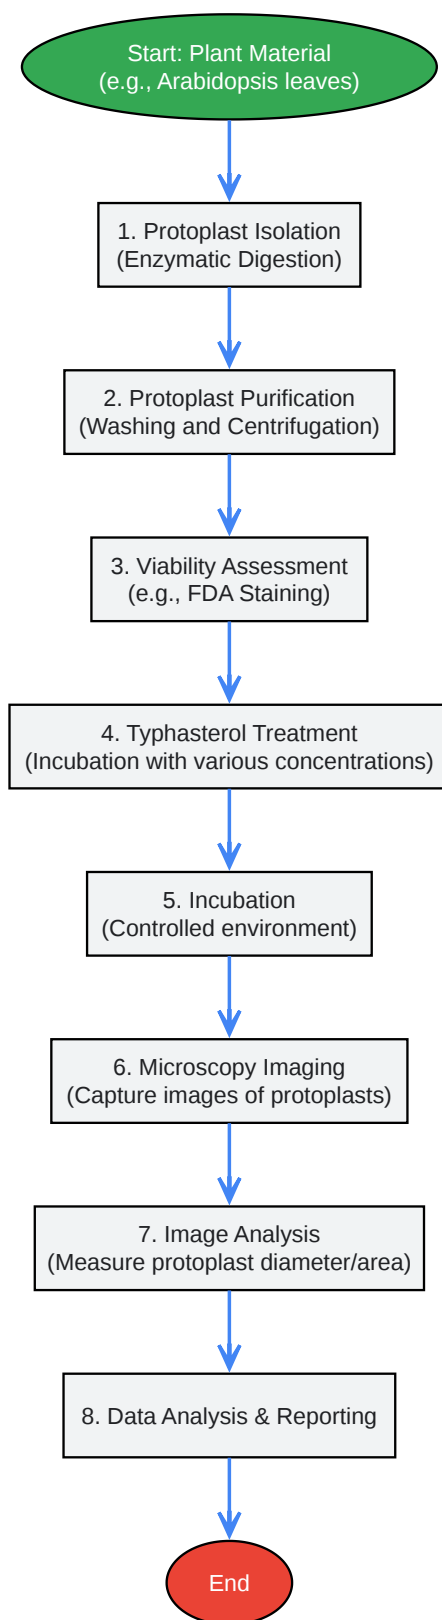 Start: Plant Material
(e.g., Arabidopsis leaves)
1. Protoplast Isolation
(Enzymatic Digestion)
2. Protoplast Purification
(Washing and Centrifugation)
3. Viability Assessment
(e.g., FDA Staining)
4. Typhasterol Treatment
(Incubation with various concentrations)
5. Incubation
(Controlled environment)
6. Microscopy Imaging
(Capture images of protoplasts)
7. Image Analysis
(Measure protoplast diameter/area)
8. Data Analysis & Reporting
End